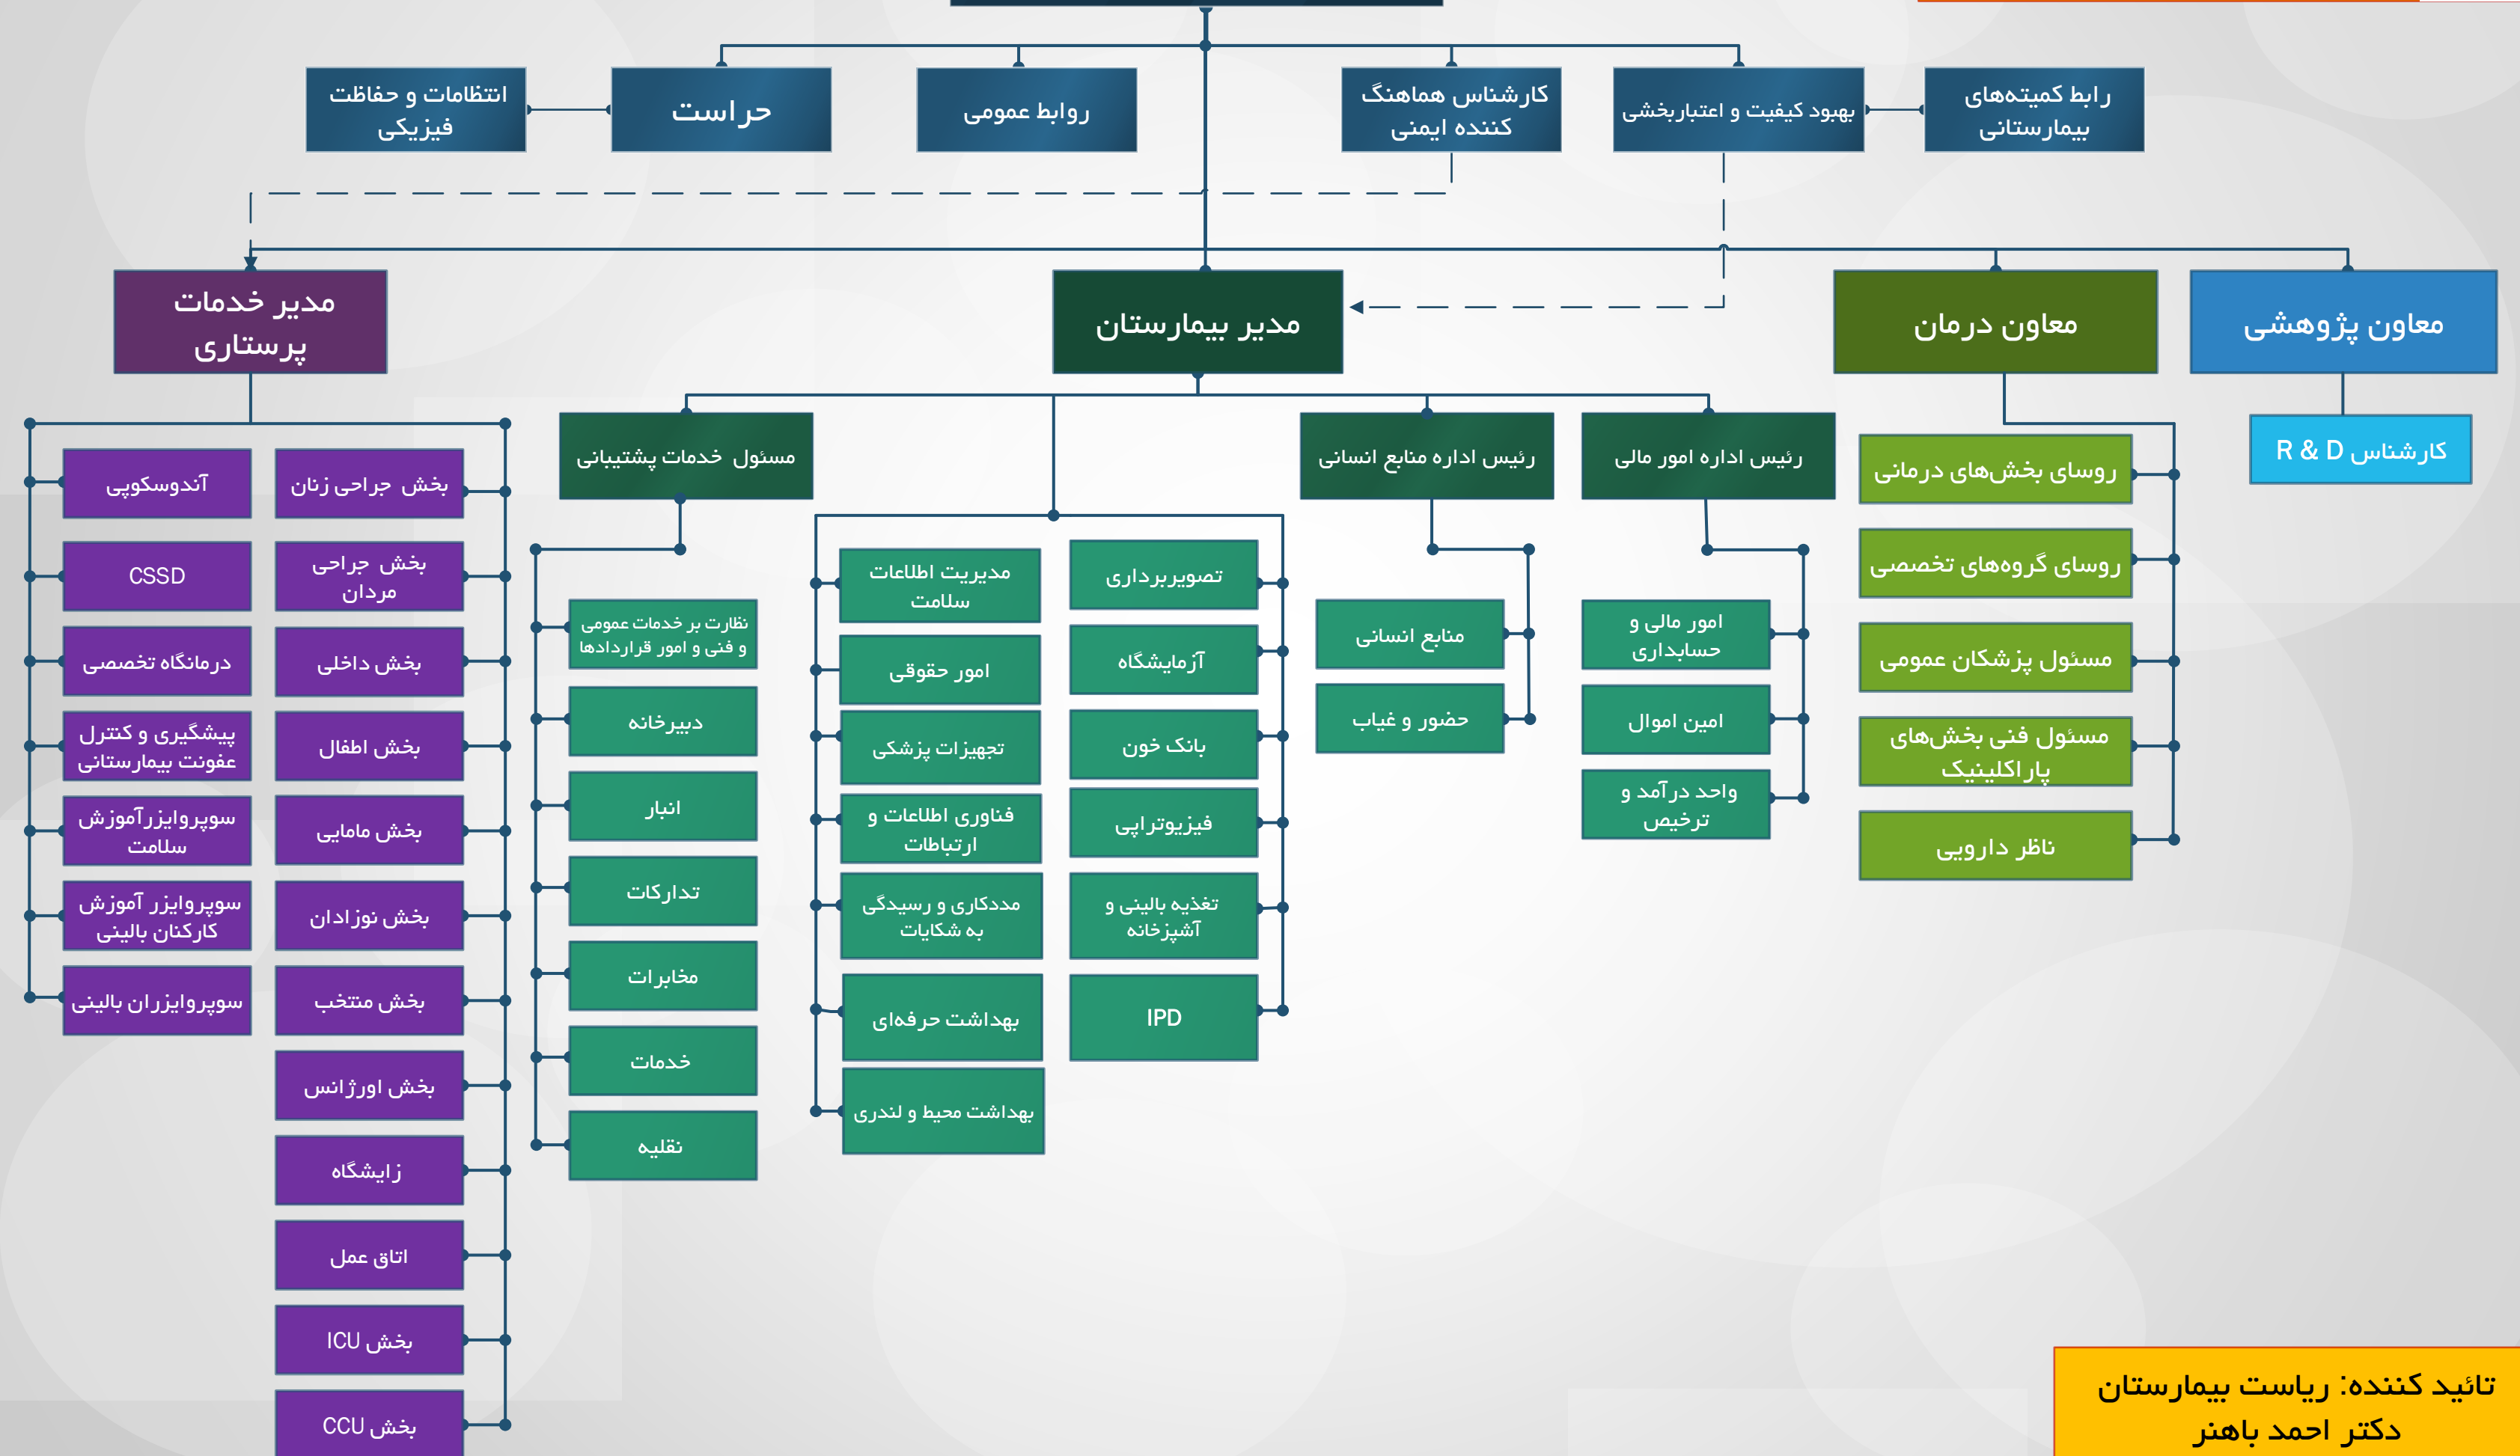 رابط کمیته‌های
بیمارستانی
بهبود کیفیت و اعتباربخشی
کارشناس هماهنگ
کننده ایمنی
روابط عمومی
حراست
انتظامات و حفاظت
فیزیکی
معاون پژوهشی
معاون درمان
مدیر بیمارستان
مدیر خدمات
پرستاری
کارشناس R & D
روسای بخش‌های درمانی
روسای گروه‌های تخصصی
مسئول پزشکان عمومی
مسئول فنی بخش‌های
پاراکلینیک
ناظر دارویی
رئیس اداره امور مالی
امور مالی و
حسابداری
امین اموال
واحد درآمد و
ترخیص
رئیس اداره منابع انسانی
منابع انسانی
حضور و غیاب
تصویربرداری
آزمایشگاه
بانک خون
فیزیوتراپی
تغذیه بالینی و
آشپزخانه
IPD
مدیریت اطلاعات
سلامت
امور حقوقی
تجهیزات پزشکی
فناوری اطلاعات و
ارتباطات
مددکاری و رسیدگی
به شکایات
بهداشت حرفه‌ای
بهداشت محیط و لندری
مسئول خدمات پشتیبانی
نظارت بر خدمات عمومی
و فنی و امور قراردادها
دبیرخانه
انبار
تدارکات
مخابرات
خدمات
نقلیه
بخش جراحی زنان
بخش جراحی
مردان
بخش داخلی
بخش اطفال
بخش مامایی
بخش نوزادان
بخش منتخب
بخش اورژانس
زایشگاه
اتاق عمل
بخش ICU
بخش CCU
آندوسکوپی
CSSD
درمانگاه تخصصی
پیشگیری و کنترل
عفونت بیمارستانی
سوپروایزرآموزش
سلامت
سوپروایزر آموزش
کارکنان بالینی
سوپروایزران بالینی
تائید کننده: ریاست بیمارستان
دکتر احمد باهنر